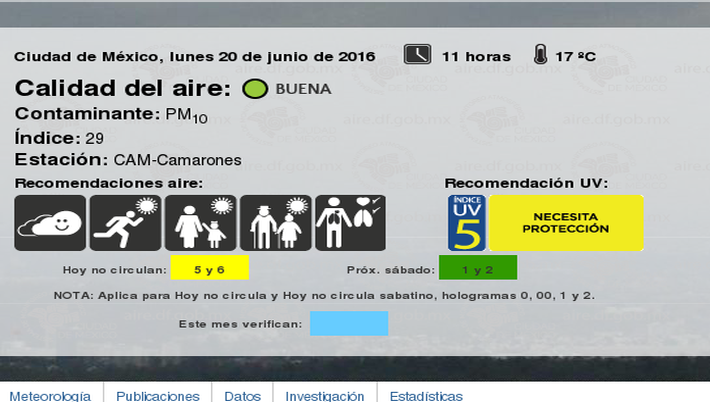 Ciudad de México, lunes 20 de junio de 2016 11 horas 17 ºC
Calidad del aire: BUENA
Contaminante: PM10
Índice: 29
Estación: CAM-Camarones
Recomendaciones aire: Recomendación UV:
ÍNDICE
UV
5
NECESITA
PROTECCIÓN
Hoy no circulan: 5 y 6 Próx. sábado: 1 y 2
NOTA: Aplica para Hoy no circula y Hoy no circula sabatino, hologramas 0, 00, 1 y 2.
Este mes verifican:
Meteorología Publicaciones Datos Investigación Estadísticas